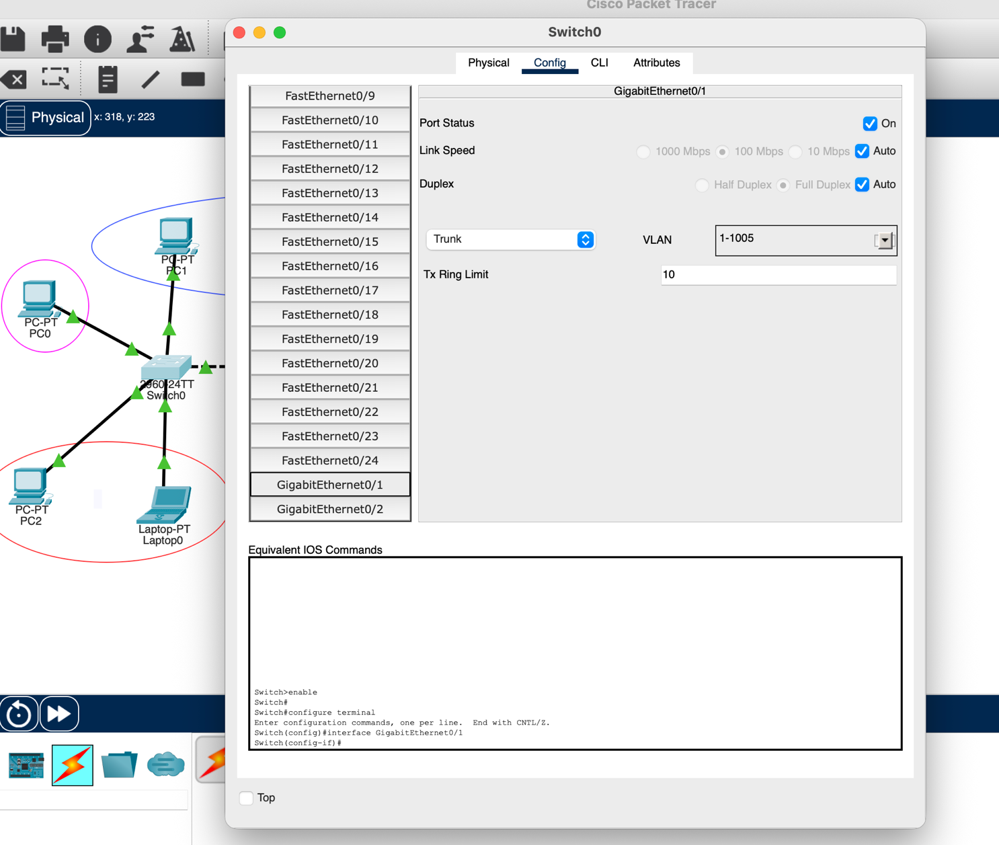 Cisco Packet Tracer
Switch0
Physical
Config
CLI
Attributes
Physical
x: 318, y: 223
FastEthernet0/9
FastEthernet0/10
FastEthernet0/11
FastEthernet0/12
FastEthernet0/13
FastEthernet0/14
FastEthernet0/15
FastEthernet0/16
FastEthernet0/17
FastEthernet0/18
FastEthernet0/19
FastEthernet0/20
FastEthernet0/21
FastEthernet0/22
FastEthernet0/23
FastEthernet0/24
GigabitEthernet0/1
GigabitEthernet0/2
GigabitEthernet0/1
Port Status
On
Link Speed
1000 Mbps
100 Mbps
10 Mbps
Auto
Duplex
Half Duplex
Full Duplex
Auto
Trunk
VLAN
1-1005
Tx Ring Limit
10
PC-PT
PC1
PC-PT
PC0
2960-24TT
Switch0
PC-PT
PC2
Laptop-PT
Laptop0
Equivalent IOS Commands
Switch>enable
Switch#
Switch#configure terminal
Enter configuration commands, one per line.  End with CNTL/Z.
Switch(config)#interface GigabitEthernet0/1
Switch(config-if)#
Top